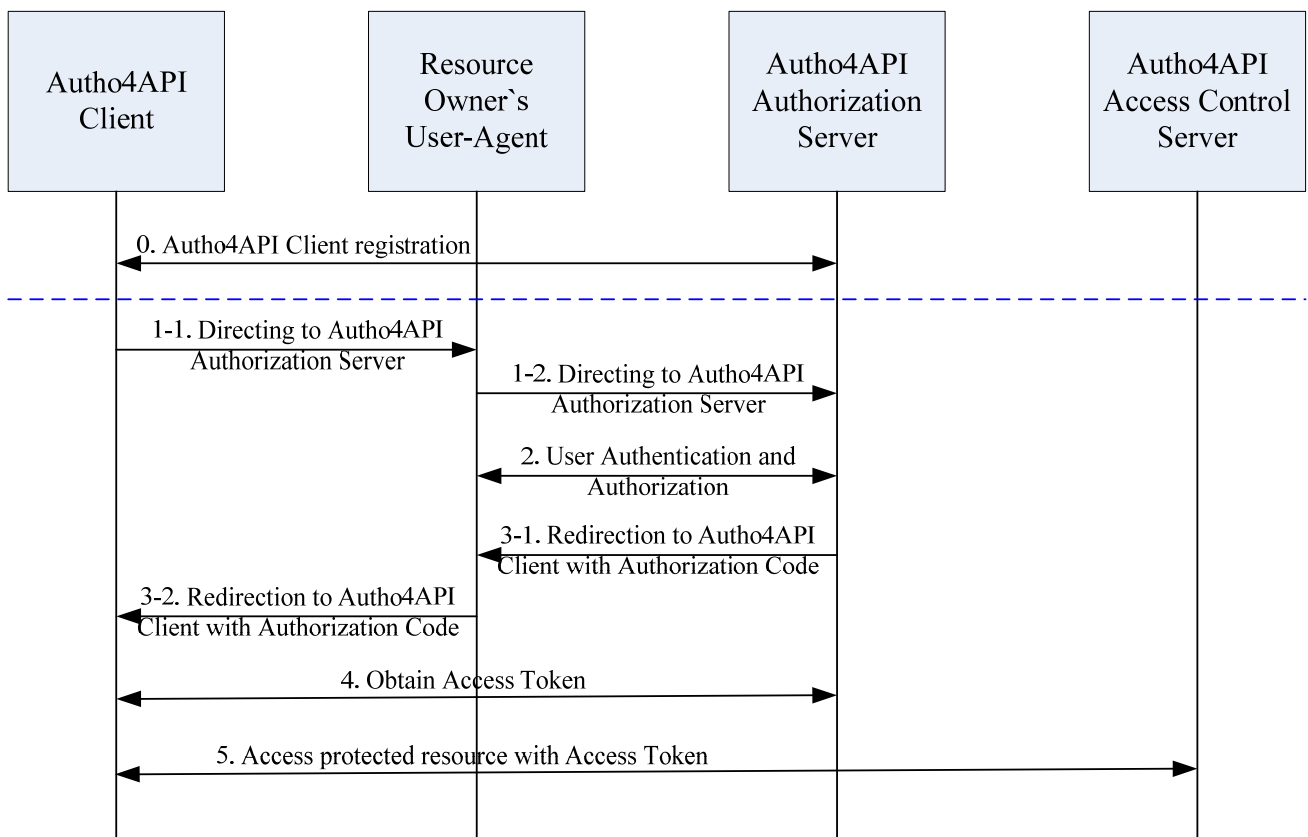 Autho4API
Client
Resource
Owner`s
User-Agent
Autho4API
Authorization
Server
Autho4API
Access Control
Server
0. Autho4API Client registration
1-1. Directing to Autho4API
Authorization Server
1-2. Directing to Autho4API
Authorization Server
2. User Authentication and
Authorization
3-1. Redirection to Autho4API
Client with Authorization Code
3-2. Redirection to Autho4API
Client with Authorization Code
4. Obtain Access Token
5. Access protected resource with Access Token